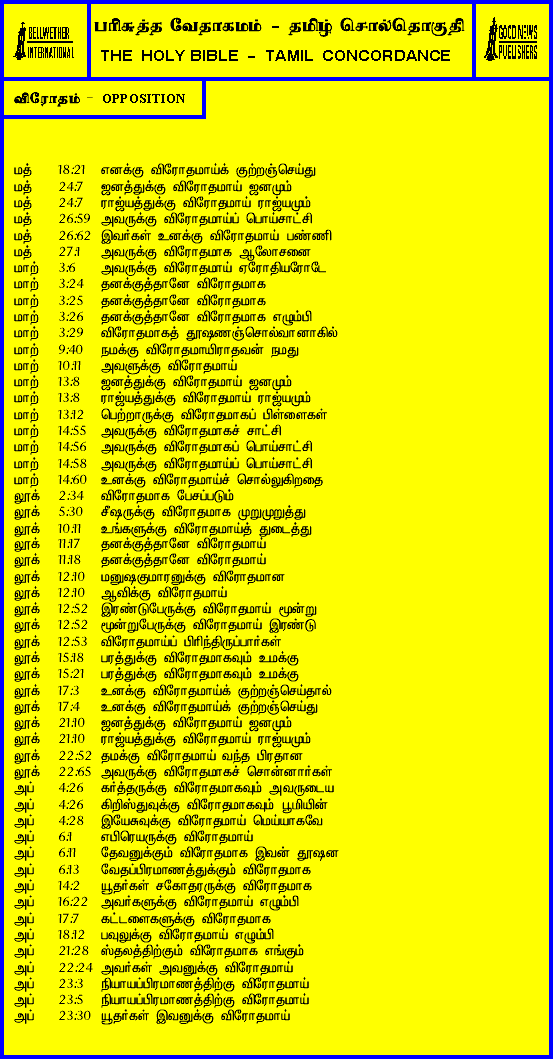 BELLWETHER INTERNATIONAL
பரிசுத்த வேதாகமம் – தமிழ் சொல்தொகுதி
THE HOLY BIBLE – TAMIL CONCORDANCE
GOOD NEWS PUBLISHERS
விரோதம் – OPPOSITION
மத் 18:21 எனக்கு விரோதமாய்க் குற்றஞ்செய்து
மத் 24:7 ஜனத்துக்கு விரோதமாய் ஜனமும்
மத் 24:7 ராஜ்யத்துக்கு விரோதமாய் ராஜ்யமும்
மத் 26:59 அவருக்கு விரோதமாய்ப் பொய்சாட்சி
மத் 26:62 இவர்கள் உனக்கு விரோதமாய் பண்ணி
மத் 27:1 அவருக்கு விரோதமாக ஆலோசனை
மாற் 3:6 அவருக்கு விரோதமாய் ஏரோதியரோடே
மாற் 3:24 தனக்குத்தானே விரோதமாக
மாற் 3:25 தனக்குத்தானே விரோதமாக
மாற் 3:26 தனக்குத்தானே விரோதமாக எழும்பி
மாற் 3:29 விரோதமாகத் தூஷணஞ்சொல்வானாகில்
மாற் 9:40 நமக்கு விரோதமாயிராதவன் நமது
மாற் 10:11 அவளுக்கு விரோதமாய்
மாற் 13:8 ஜனத்துக்கு விரோதமாய் ஜனமும்
மாற் 13:8 ராஜ்யத்துக்கு விரோதமாய் ராஜ்யமும்
மாற் 13:12 பெற்றாருக்கு விரோதமாகப் பிள்ளைகள்
மாற் 14:55 அவருக்கு விரோதமாகச் சாட்சி
மாற் 14:56 அவருக்கு விரோதமாகப் பொய்சாட்சி
மாற் 14:58 அவருக்கு விரோதமாய்ப் பொய்சாட்சி
மாற் 14:60 உனக்கு விரோதமாய்ச் சொல்லுகிறதை
லூக் 2:34 விரோதமாக பேசப்படும்
லூக் 5:30 சீஷருக்கு விரோதமாக முறுமுறுத்து
லூக் 10:11 உங்களுக்கு விரோதமாய்த் துடைத்து
லூக் 11:17 தனக்குத்தானே விரோதமாய்
லூக் 11:18 தனக்குத்தானே விரோதமாய்
லூக் 12:10 மனுஷகுமாரனுக்கு விரோதமான
லூக் 12:10 ஆவிக்கு விரோதமாய்
லூக் 12:52 இரண்டுபேருக்கு விரோதமாய் மூன்று
லூக் 12:52 மூன்றுபேருக்கு விரோதமாய் இரண்டு
லூக் 12:53 விரோதமாய்ப் பிரிந்திருப்பார்கள்
லூக் 15:18 பரத்துக்கு விரோதமாகவும் உமக்கு
லூக் 15:21 பரத்துக்கு விரோதமாகவும் உமக்கு
லூக் 17:3 உனக்கு விரோதமாய்க் குற்றஞ்செய்தால்
லூக் 17:4 உனக்கு விரோதமாய்க் குற்றஞ்செய்து
லூக் 21:10 ஜனத்துக்கு விரோதமாய் ஜனமும்
லூக் 21:10 ராஜ்யத்துக்கு விரோதமாய் ராஜ்யமும்
லூக் 22:52 தமக்கு விரோதமாய் வந்த பிரதான
லூக் 22:65 அவருக்கு விரோதமாகச் சொன்னார்கள்
அப் 4:26 கர்த்தருக்கு விரோதமாகவும் அவருடைய
அப் 4:26 கிறிஸ்துவுக்கு விரோதமாகவும் பூமியின்
அப் 4:28 இயேசுவுக்கு விரோதமாய் மெய்யாகவே
அப் 6:1 எபிரெயருக்கு விரோதமாய்
அப் 6:11 தேவனுக்கும் விரோதமாக இவன் தூஷன
அப் 6:13 வேதப்பிரமாணத்துக்கும் விரோதமாக
அப் 14:2 யூதர்கள் சகோதரருக்கு விரோதமாக
அப் 16:22 அவர்களுக்கு விரோதமாய் எழும்பி
அப் 17:7 கட்டளைகளுக்கு விரோதமாக
அப் 18:12 பவுலுக்கு விரோதமாய் எழும்பி
அப் 21:28 ஸ்தலத்திற்கும் விரோதமாக எங்கும்
அப் 22:24 அவர்கள் அவனுக்கு விரோதமாய்
அப் 23:3 நியாயப்பிரமாணத்திற்கு விரோதமாய்
அப் 23:5 நியாயப்பிரமாணத்திற்கு விரோதமாய்
அப் 23:30 யூதர்கள் இவனுக்கு விரோதமாய்